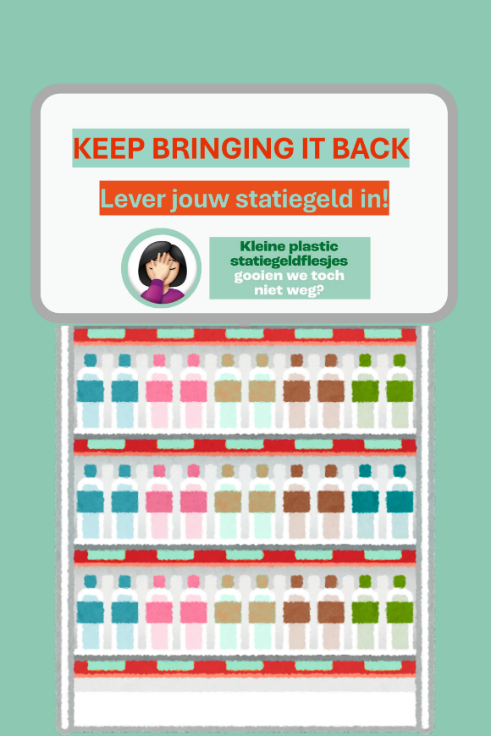 KEEP BRINGING IT BACK
Lever jouw statiegeld in!
Kleine plastic
statiegeldflesjes
gooien we toch
niet weg?